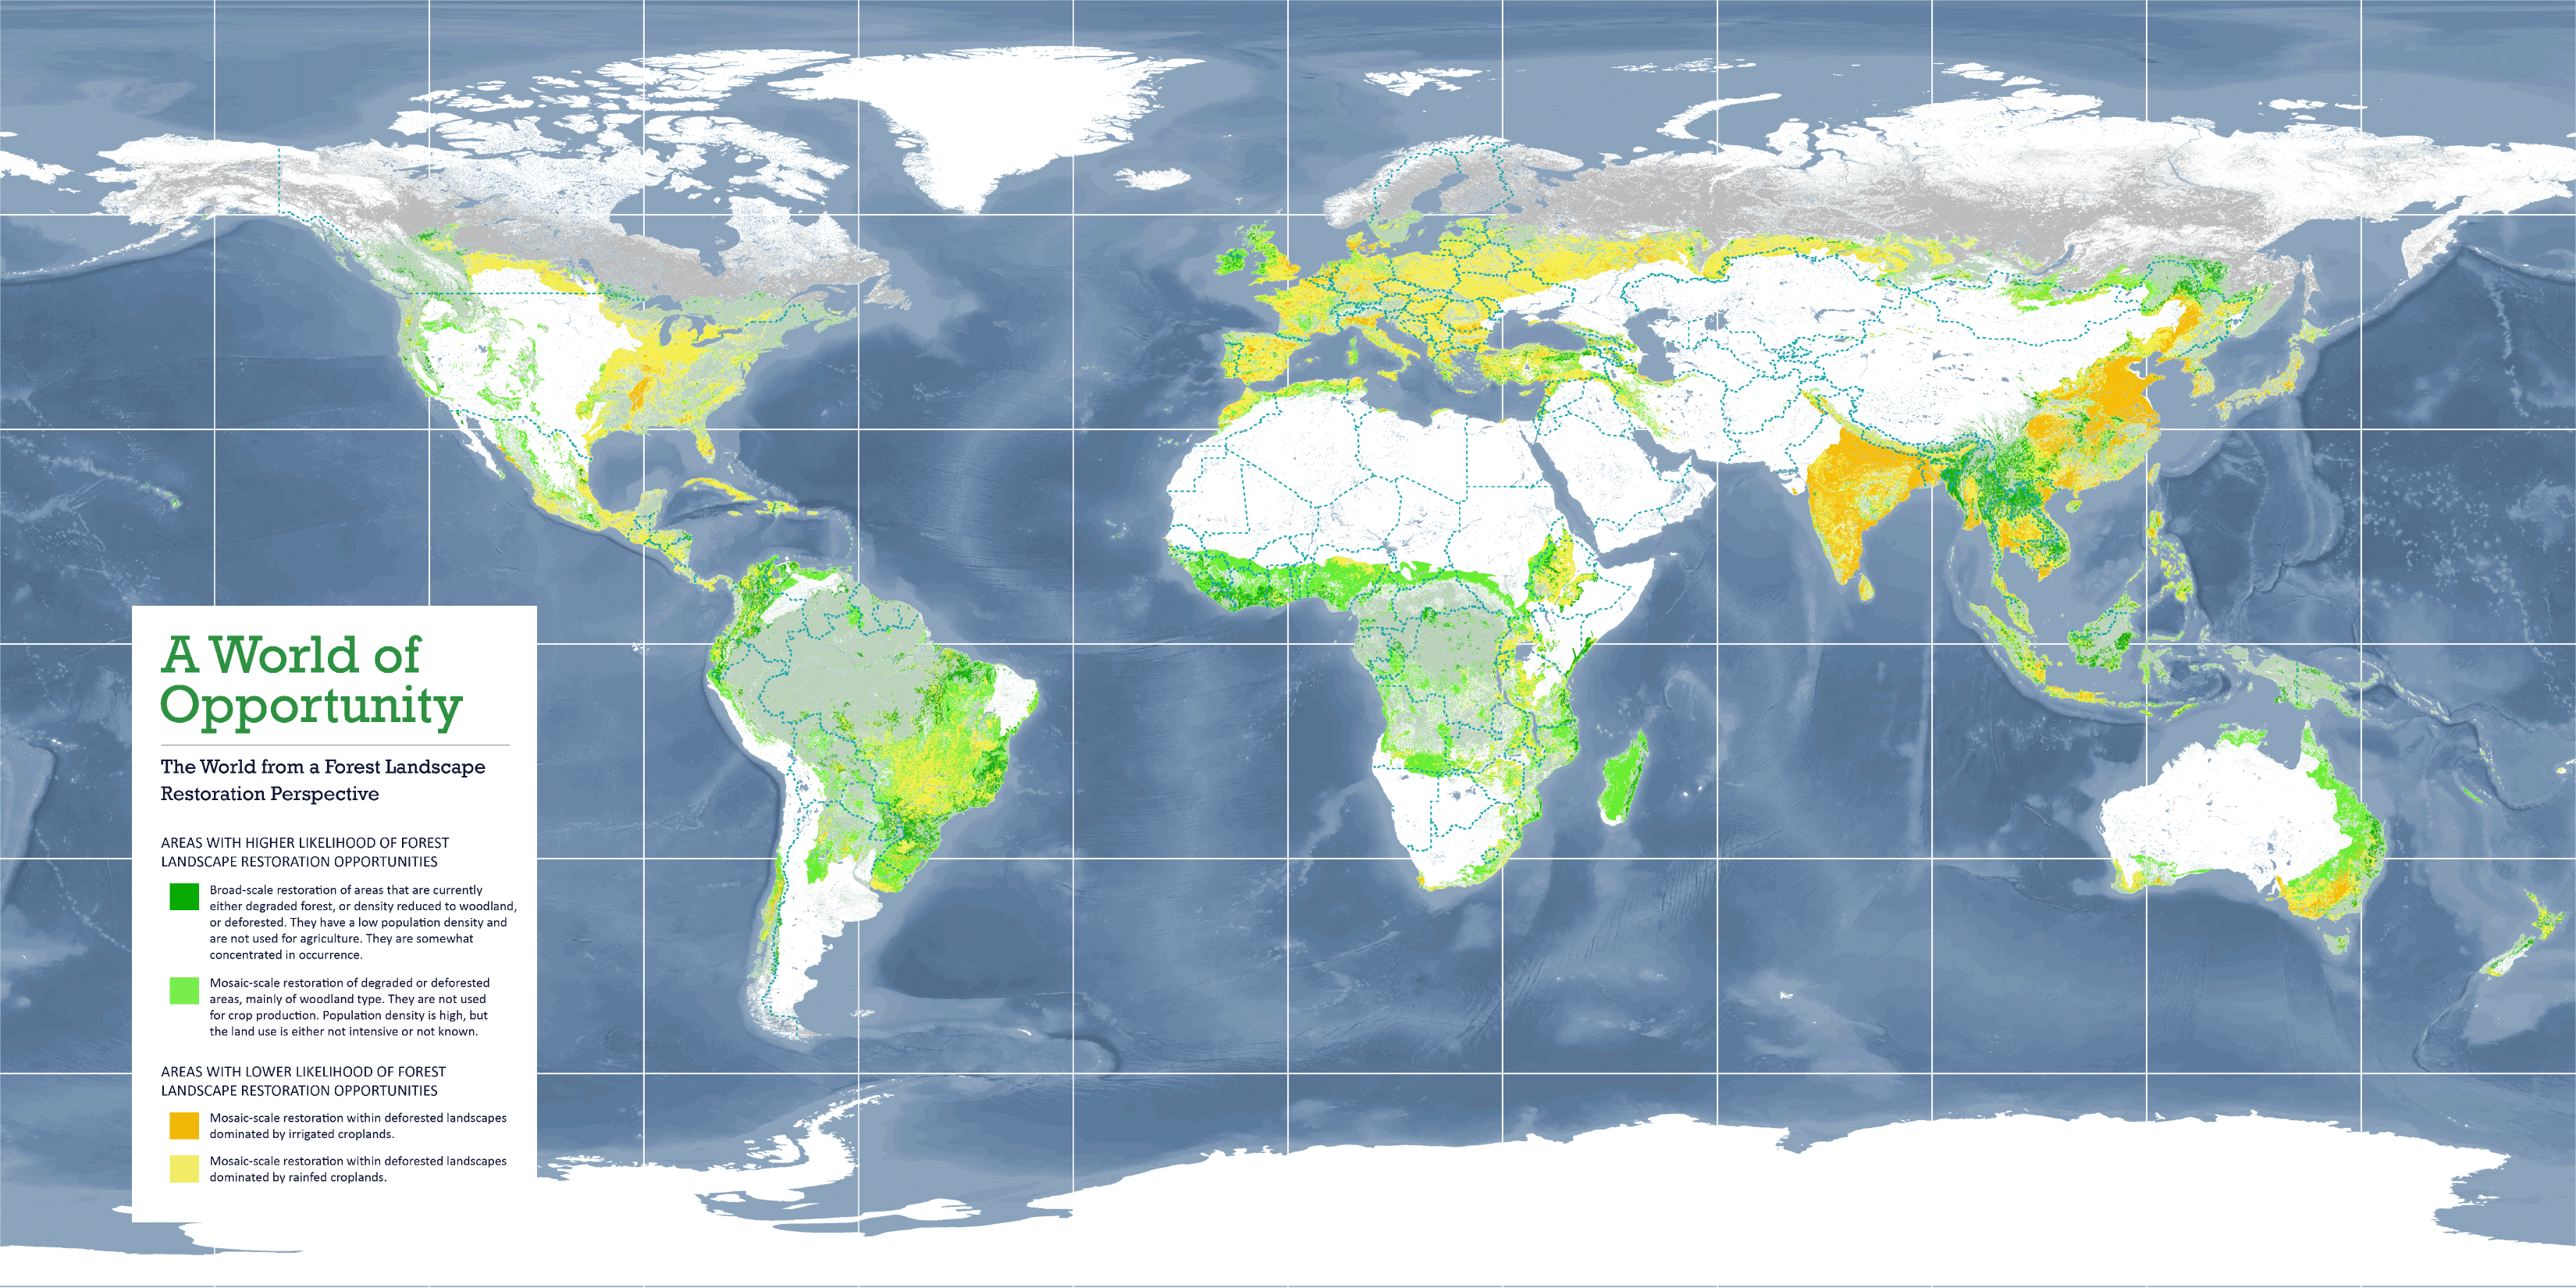 A World of
Opportunity
The World from a Forest Landscape
Restoration Perspective
AREAS WITH HIGHER LIKELIHOOD OF FOREST
LANDSCAPE RESTORATION OPPORTUNITIES
Broad-scale restoration of areas that are currently
either degraded forest, or density reduced to woodland,
or deforested. They have a low population density and
are not used for agriculture. They are somewhat
concentrated in occurrence.
Mosaic-scale restoration of degraded or deforested
areas, mainly of woodland type. They are not used
for crop production. Population density is high, but
the land use is either not intensive or not known.
AREAS WITH LOWER LIKELIHOOD OF FOREST
LANDSCAPE RESTORATION OPPORTUNITIES
Mosaic-scale restoration within deforested landscapes
dominated by irrigated croplands.
Mosaic-scale restoration within deforested landscapes
dominated by rainfed croplands.